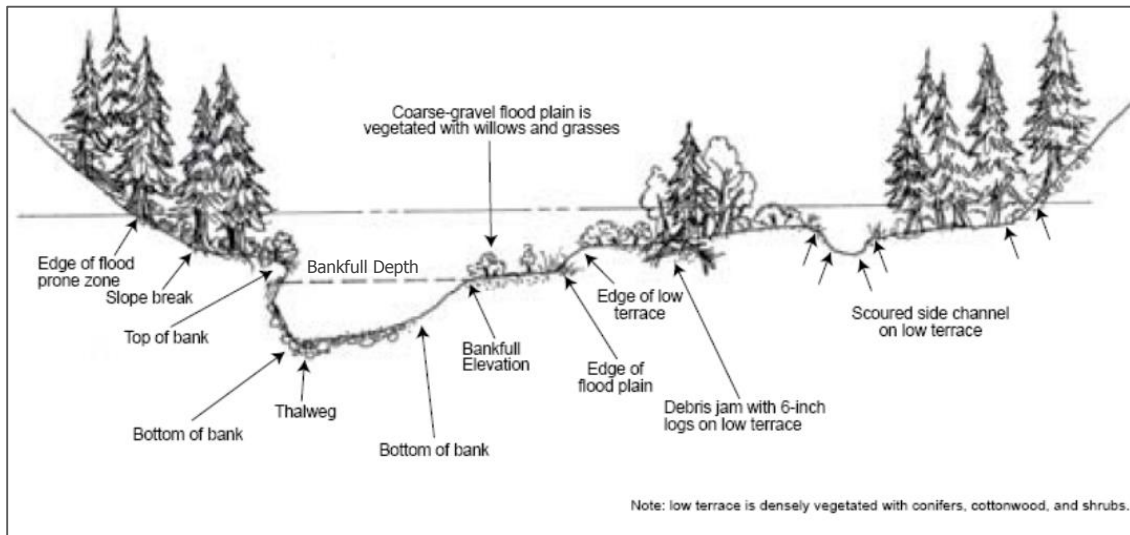 Coarse-gravel flood plain is
vegetated with willows and grasses
Edge of flood
prone zone
Slope break
Top of bank
Bankfull Depth
Bottom of bank
Thalweg
Bottom of bank
Bankfull
Elevation
Edge of
flood plain
Edge of low
terrace
Debris jam with 6-inch
logs on low terrace
Scoured side channel
on low terrace
Note: low terrace is densely vegetated with conifers, cottonwood, and shrubs.